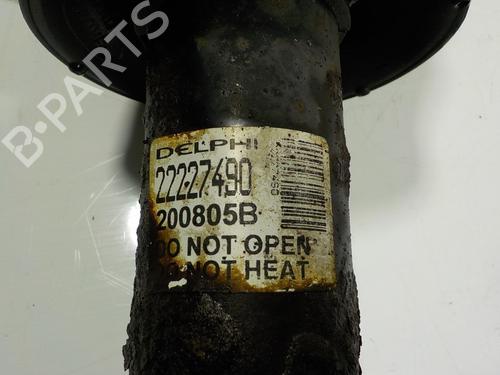 B-PARTS
DELPHI
22227490
200805B
DO NOT OPEN
DO NOT HEAT